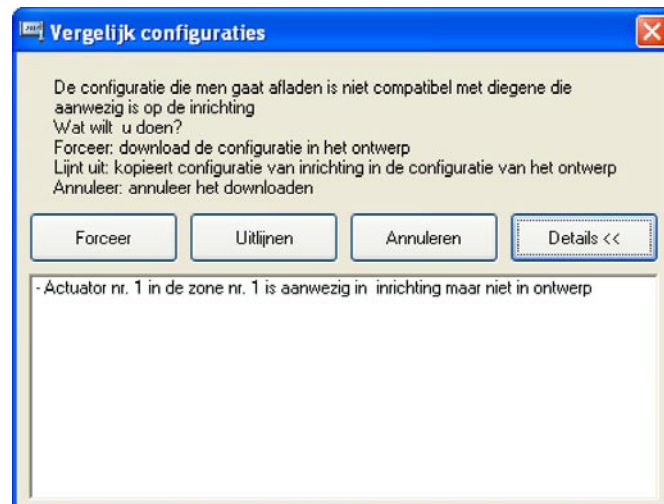 Vergelijk configuraties
De configuratie die men gaat afladen is niet compatibel met diegene die
aanwezig is op de inrichting
Wat wilt u doen?
Forceer: download de configuratie in het ontwerp
Lijnt uit: kopieert configuratie van inrichting in de configuratie van het ontwerp
Annuleer: annuleer het downloaden
Forceer Uitlijnen Annuleren Details <<
- Actuator nr. 1 in de zone nr. 1 is aanwezig in inrichting maar niet in ontwerp